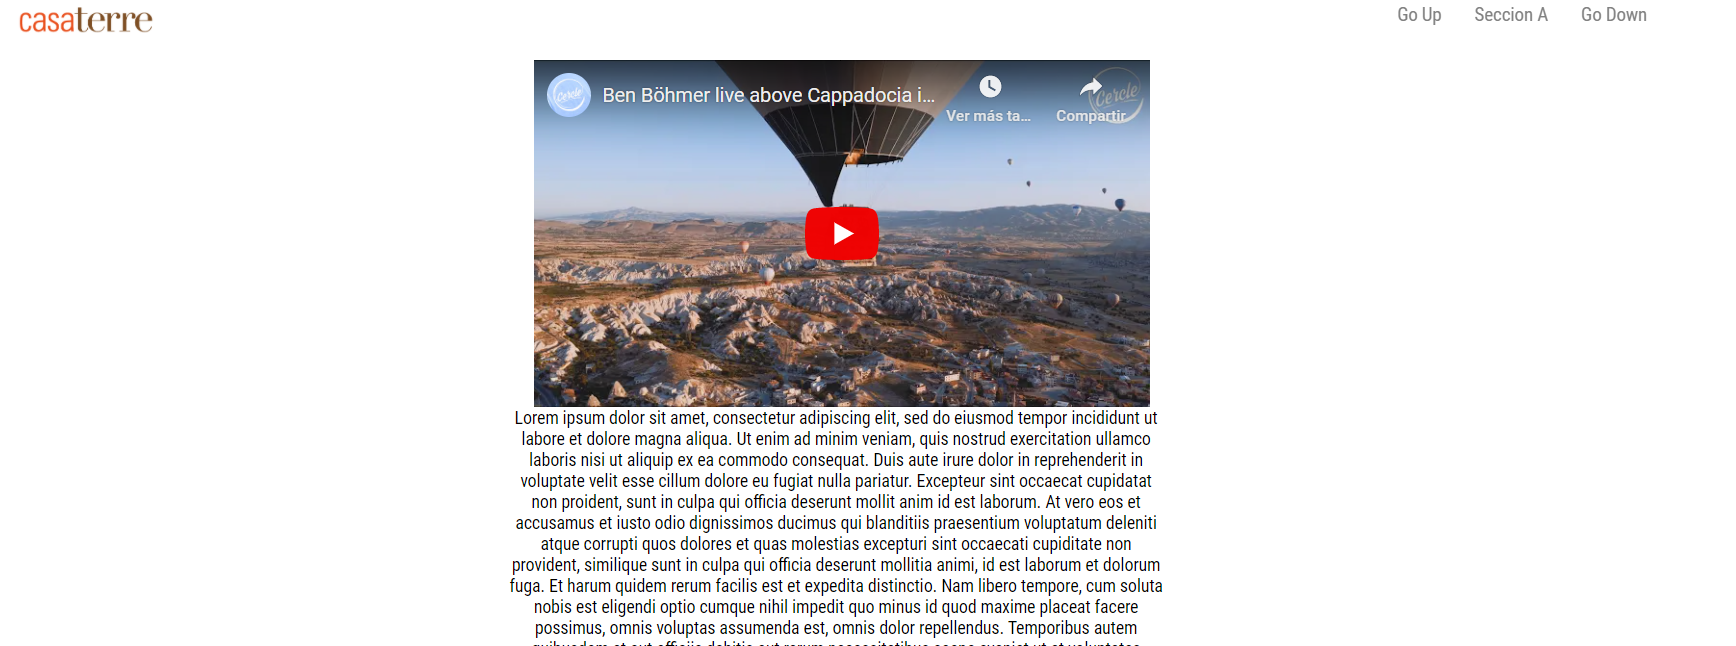 casaterre
Go Up Seccion A Go Down
Cercle
Ben Böhmer live above Cappadocia i...
Ver más ta...
Compartir
Cercle
Lorem ipsum dolor sit amet, consectetur adipiscing elit, sed do eiusmod tempor incididunt ut
labore et dolore magna aliqua. Ut enim ad minim veniam, quis nostrud exercitation ullamco
laboris nisi ut aliquip ex ea commodo consequat. Duis aute irure dolor in reprehenderit in
voluptate velit esse cillum dolore eu fugiat nulla pariatur. Excepteur sint occaecat cupidatat
non proident, sunt in culpa qui officia deserunt mollit anim id est laborum. At vero eos et
accusamus et iusto odio dignissimos ducimus qui blanditiis praesentium voluptatum deleniti
atque corrupti quos dolores et quas molestias excepturi sint occaecati cupiditate non
provident, similique sunt in culpa qui officia deserunt mollitia animi, id est laborum et dolorum
fuga. Et harum quidem rerum facilis est et expedita distinctio. Nam libero tempore, cum soluta
nobis est eligendi optio cumque nihil impedit quo minus id quod maxime placeat facere
possimus, omnis voluptas assumenda est, omnis dolor repellendus. Temporibus autem